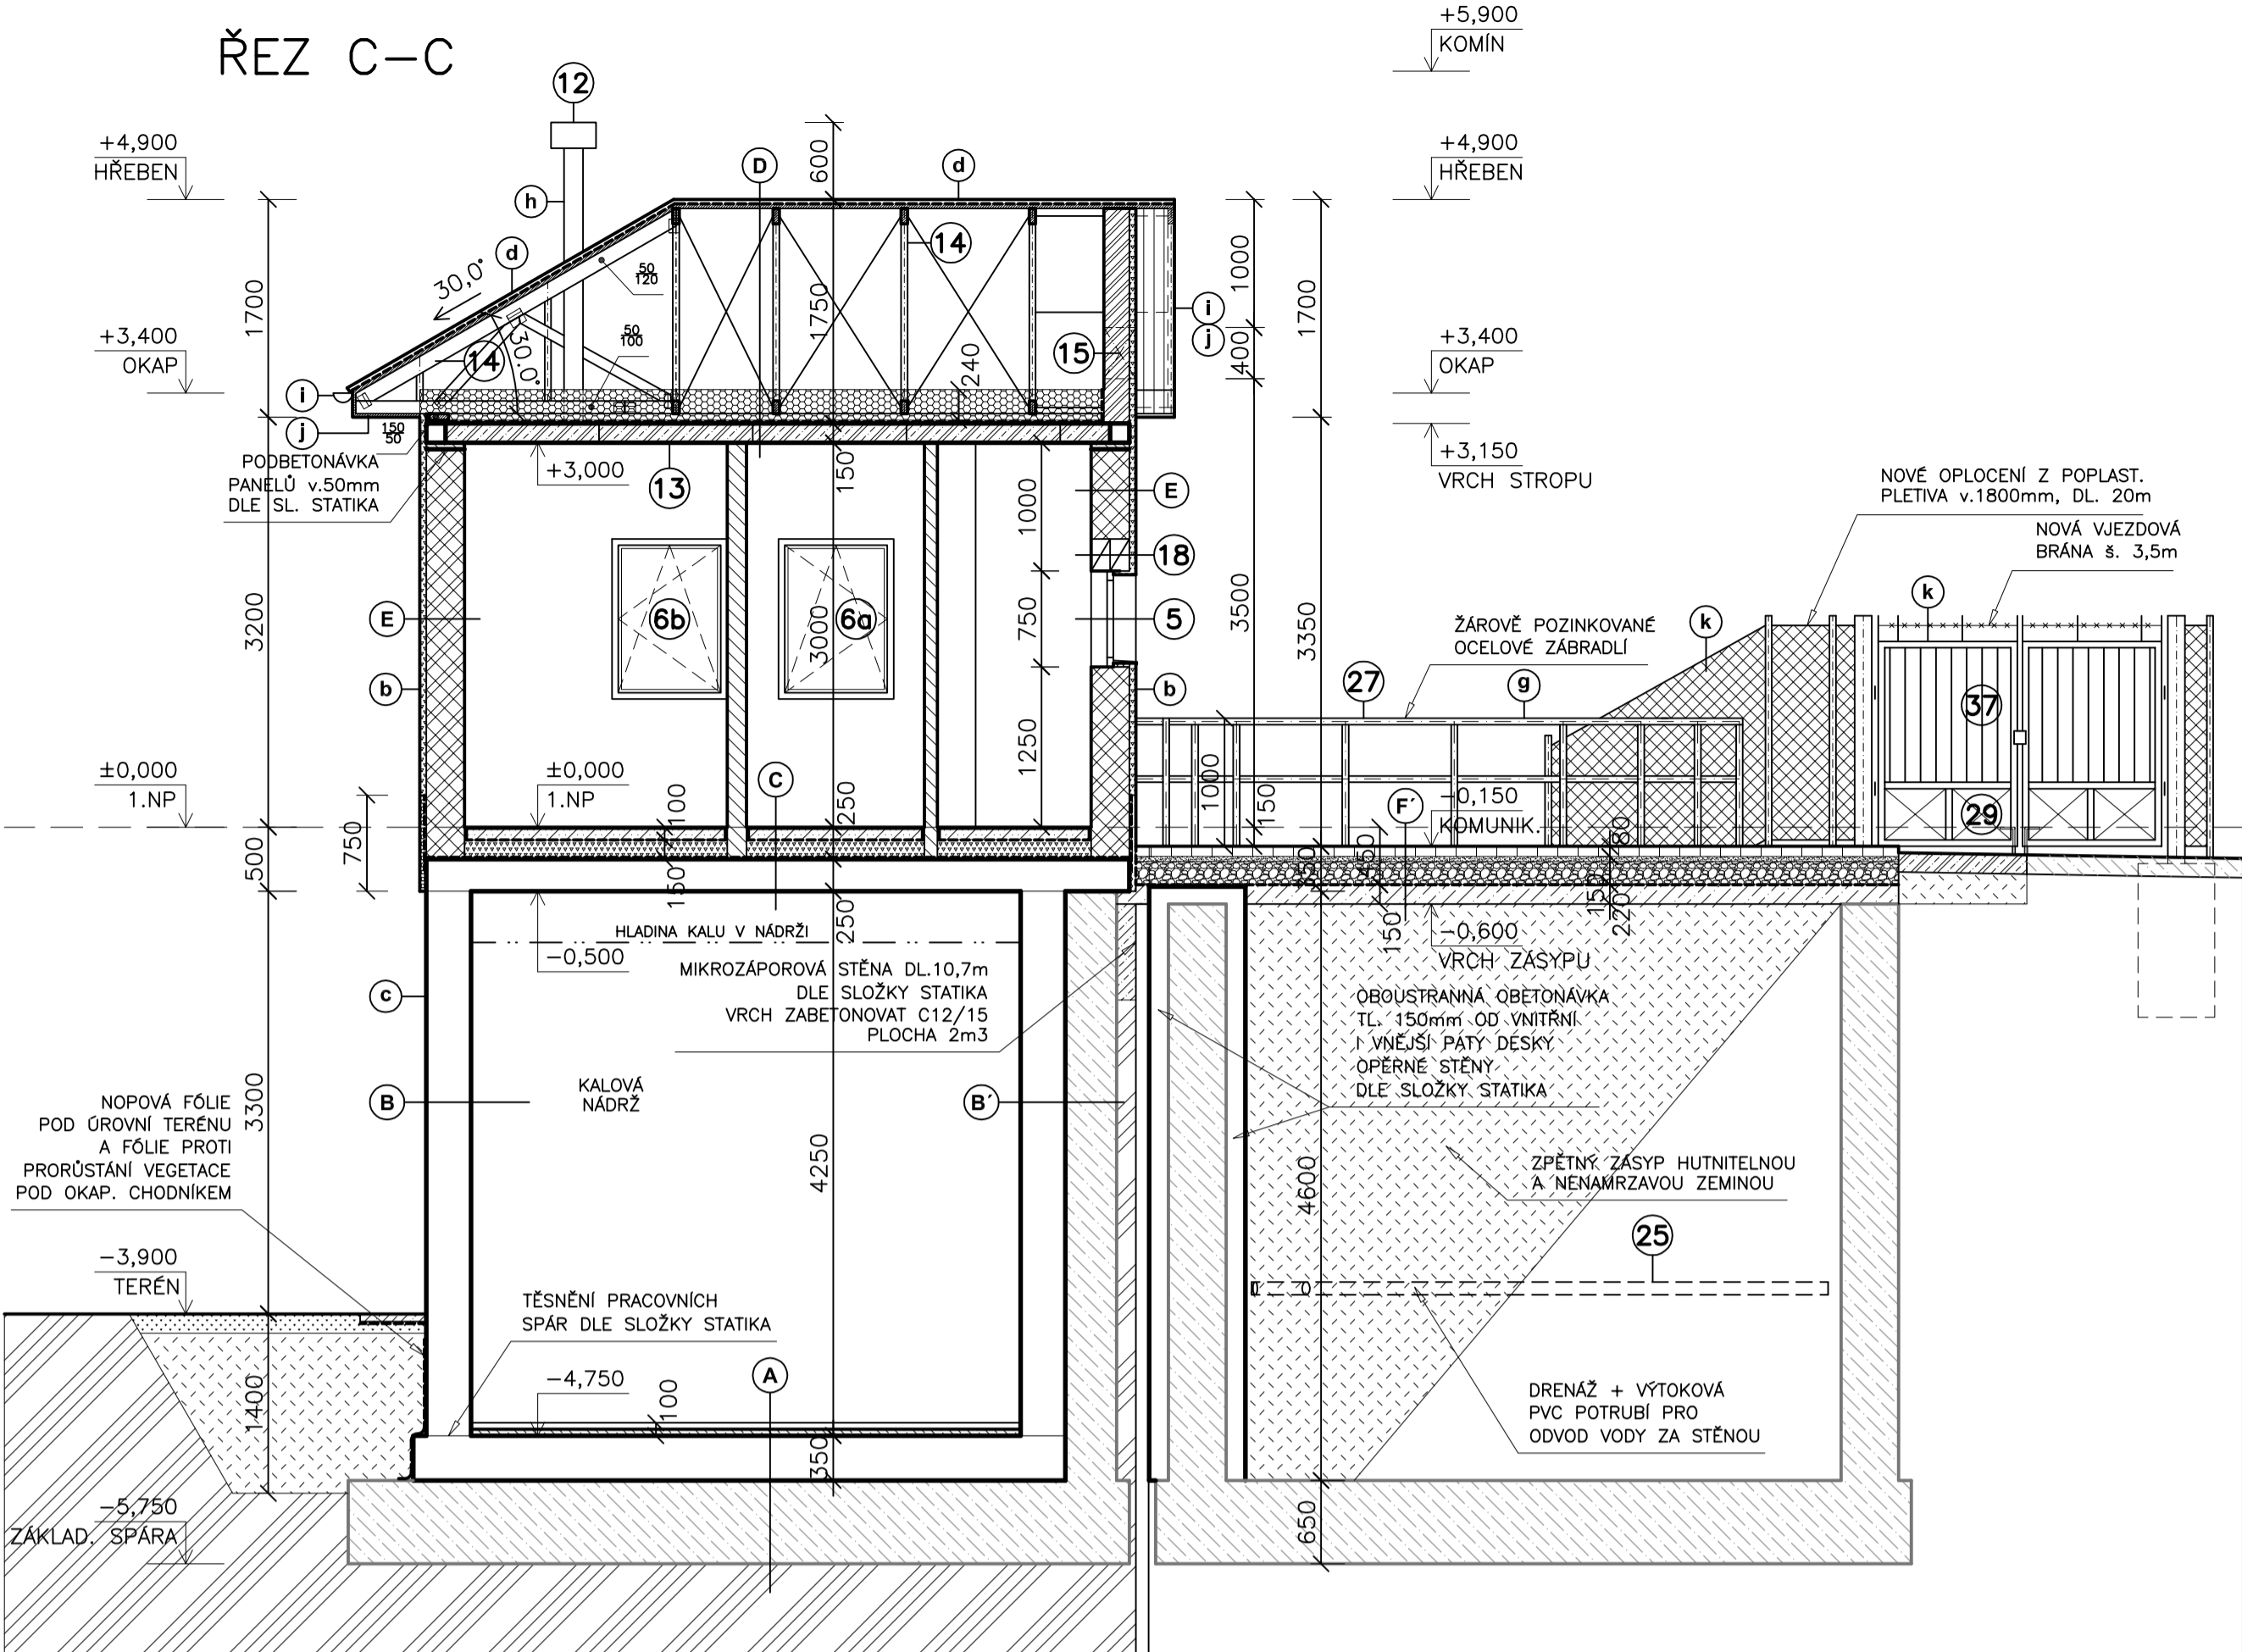 ŘEZ C–C
+5,900
KOMÍN
+4,900
HŘEBEN
+4,900
HŘEBEN
12
D
d
h
600
d
30,0°
14
50
120
1750
1000
1700
1700
i
j
+3,400
OKAP
+3,400
OKAP
14
30.0°
50
100
15
240
400
i
j
150
50
PODBETONÁVKA
PANELŮ v.50mm
DLE SL. STATIKA
+3,000
13
150
+3,150
VRCH STROPU
E
1000
18
NOVÉ OPLOCENÍ Z POPLAST.
PLETIVA v.1800mm, DL. 20m
NOVÁ VJEZDOVÁ
BRÁNA š. 3,5m
3200
E
6b
6a
3000
750
5
3500
3350
ŽÁROVĚ POZINKOVANÉ
OCELOVÉ ZÁBRADLÍ
k
k
b
b
27
g
37
1250
±0,000
1.NP
±0,000
1.NP
C
100
250
1000
150
F´
–0,150
KOMUNIK.
29
80
750
500
150
350
450
150
220
250
150
HLADINA KALU V NÁDRŽI
–0,500
–0,600
VRCH ZÁSYPU
c
MIKROZÁPOROVÁ STĚNA DL.10,7m
DLE SLOŽKY STATIKA
VRCH ZABETONOVAT C12/15
PLOCHA 2m3
OBOUSTRANNÁ OBETONÁVKA
TL. 150mm OD VNITŘNÍ
I VNĚJŠÍ PATY DESKY
OPĚRNÉ STĚNY
DLE SLOŽKY STATIKA
KALOVÁ
NÁDRŽ
B
B´
3300
NOPOVÁ FÓLIE
POD ÚROVNÍ TERÉNU
A FÓLIE PROTI
PRORŮSTÁNÍ VEGETACE
POD OKAP. CHODNÍKEM
4250
4600
ZPĚTNÝ ZÁSYP HUTNITELNOU
A NENAMRZAVOU ZEMINOU
25
–3,900
TERÉN
TĚSNĚNÍ PRACOVNÍCH
SPÁR DLE SLOŽKY STATIKA
–4,750
100
A
1400
350
DRENÁŽ + VÝTOKOVÁ
PVC POTRUBÍ PRO
ODVOD VODY ZA STĚNOU
–5,750
ZÁKLAD. SPÁRA
650